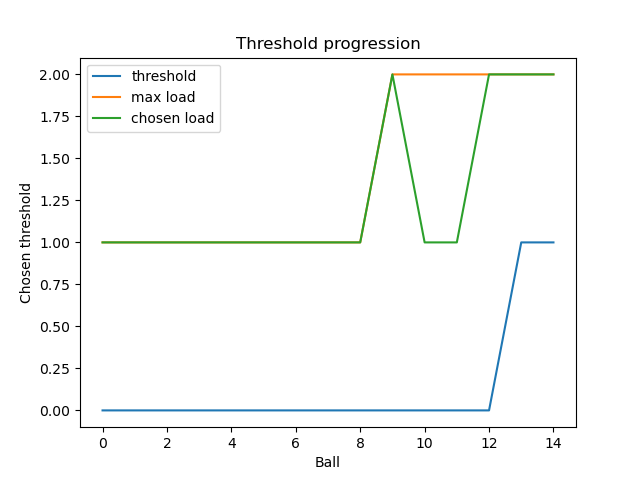 Threshold progression
threshold
max load
chosen load
2.00
1.75
1.50
1.25
1.00
0.75
0.50
0.25
0.00
Chosen threshold
0 2 4 6 8 10 12 14
Ball